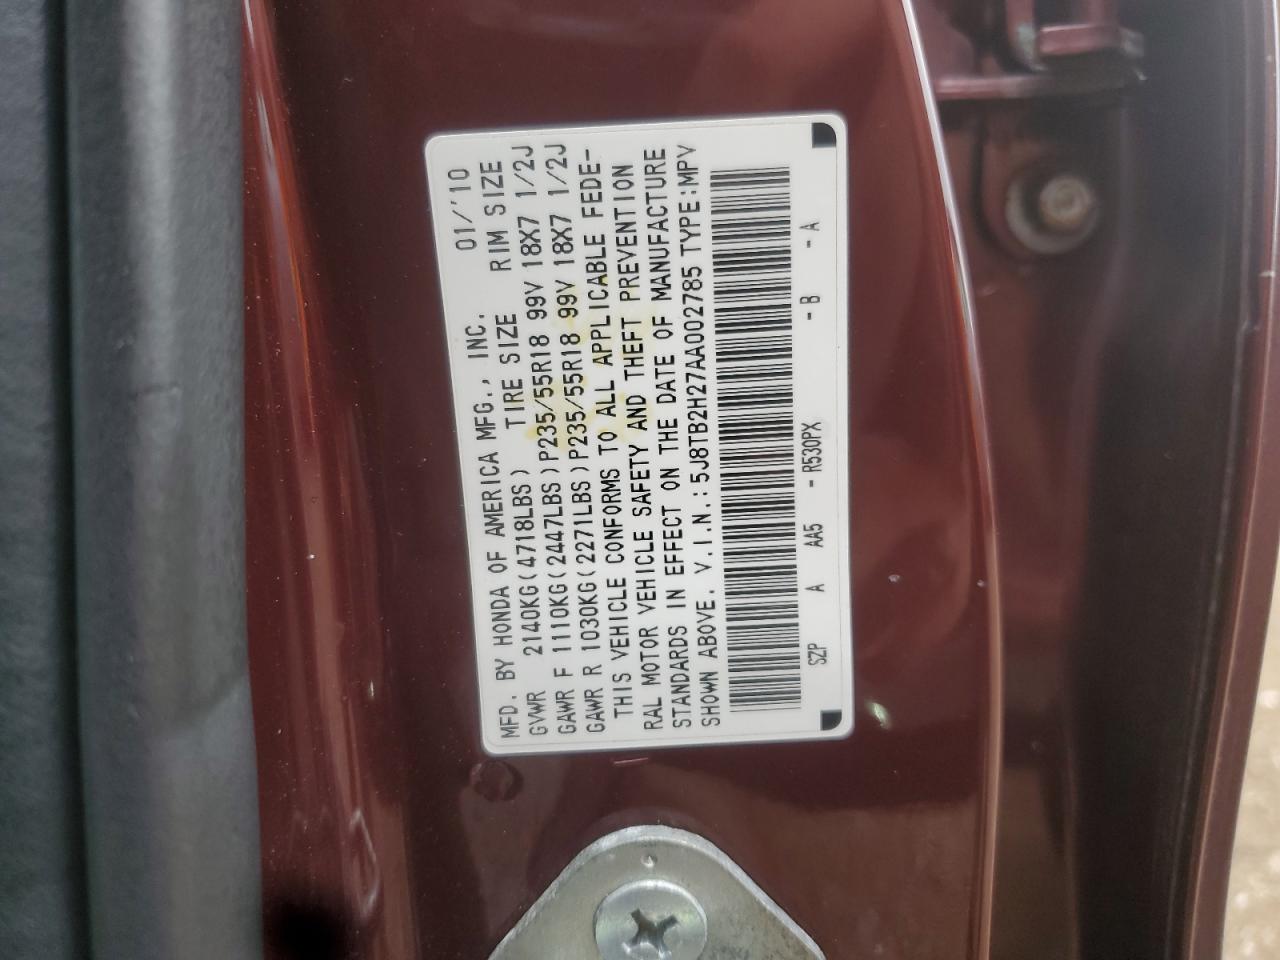 MFD. BY HONDA OF AMERICA MFG., INC. 01/'10
GVWR 2140KG(4718LBS) TIRE SIZE RIM SIZE
GAWR F 1110KG(2447LBS)P235/55R18 99V 18X7 1/2J
GAWR R 1030KG(2271LBS)P235/55R18 99V 18X7 1/2J
THIS VEHICLE CONFORMS TO ALL APPLICABLE FEDE-
RAL MOTOR VEHICLE SAFETY AND THEFT PREVENTION
STANDARDS IN EFFECT ON THE DATE OF MANUFACTURE
SHOWN ABOVE. V.I.N.:5J8TB2H27AA002785 TYPE:MPV
SZP A AA5 - R530PX - B - A